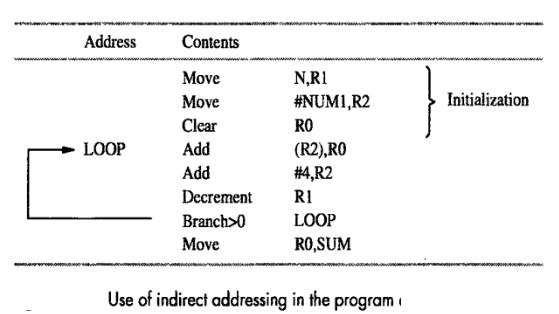 Address Contents
Move N,R1
Move #NUM1,R2 Initialization
Clear R0
LOOP Add (R2),R0
Add #4,R2
Decrement R1
Branch>0 LOOP
Move R0,SUM
Use of indirect addressing in the program